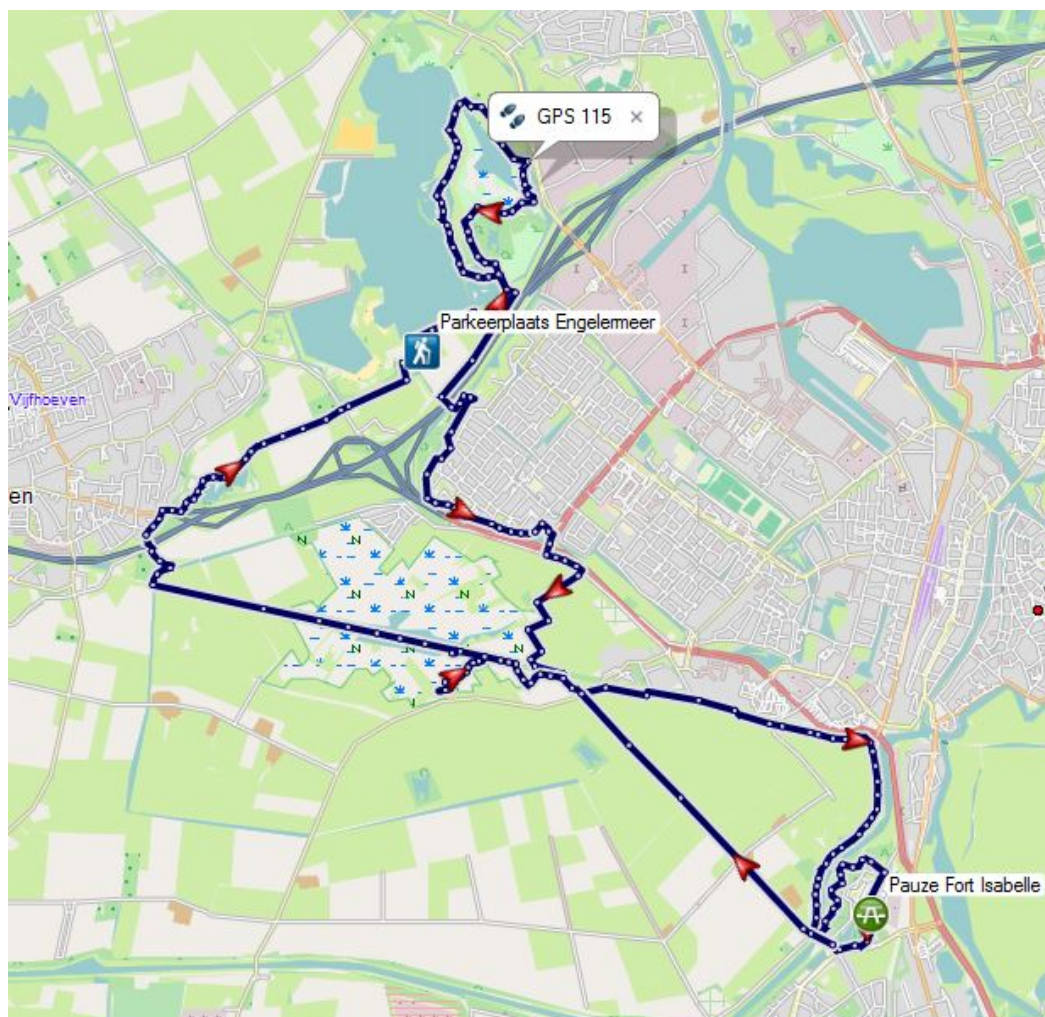 GPS 115 ×
Parkeerplaats Engelermeer
Vijfhoeven
en
Pauze Fort Isabelle